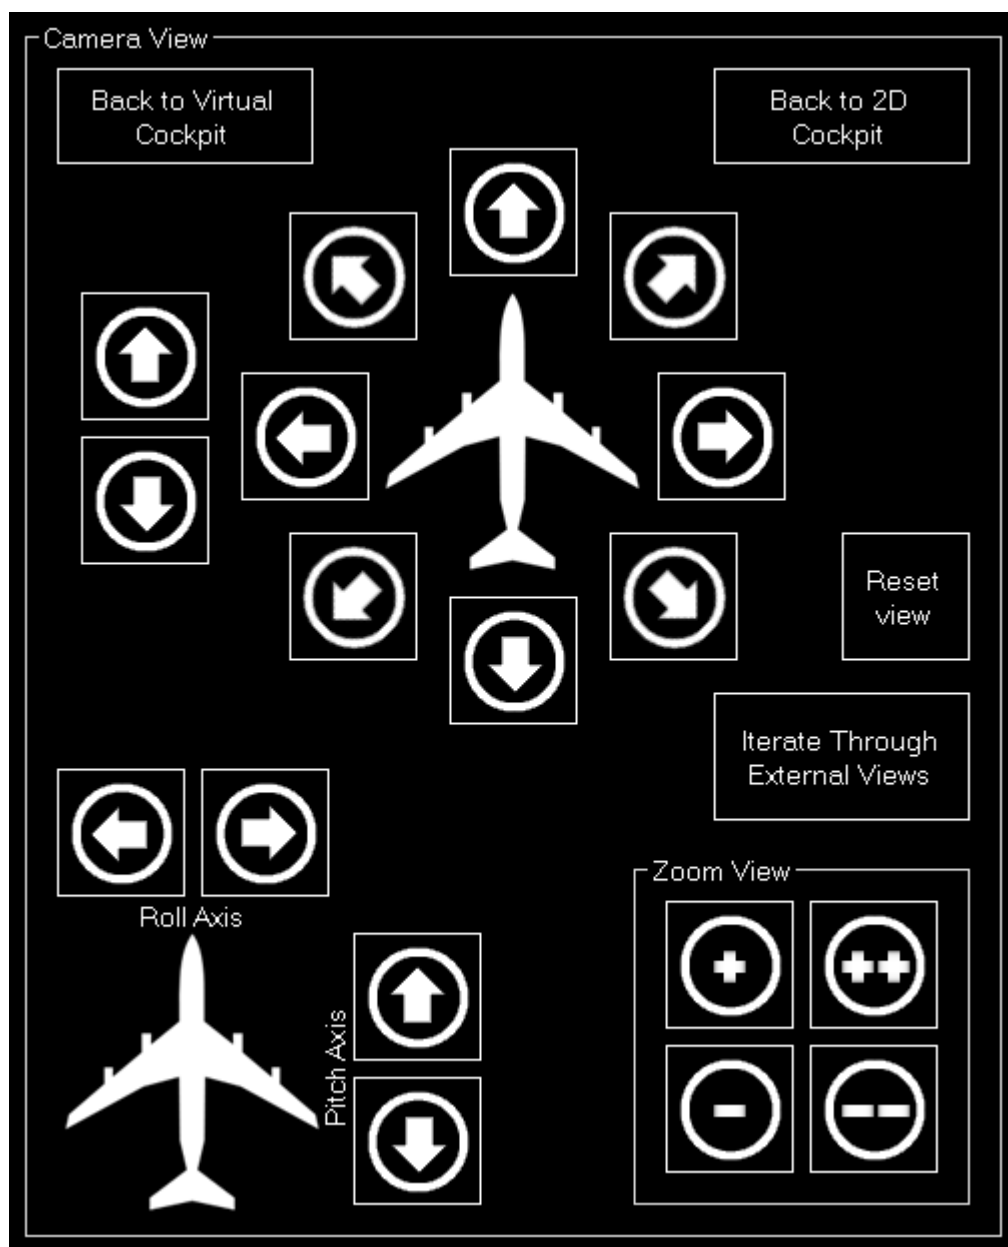 Camera View
Back to Virtual
Cockpit
Back to 2D
Cockpit
Reset
view
Iterate Through
External Views
Roll Axis
Pitch Axis
Zoom View
+
++
-
--